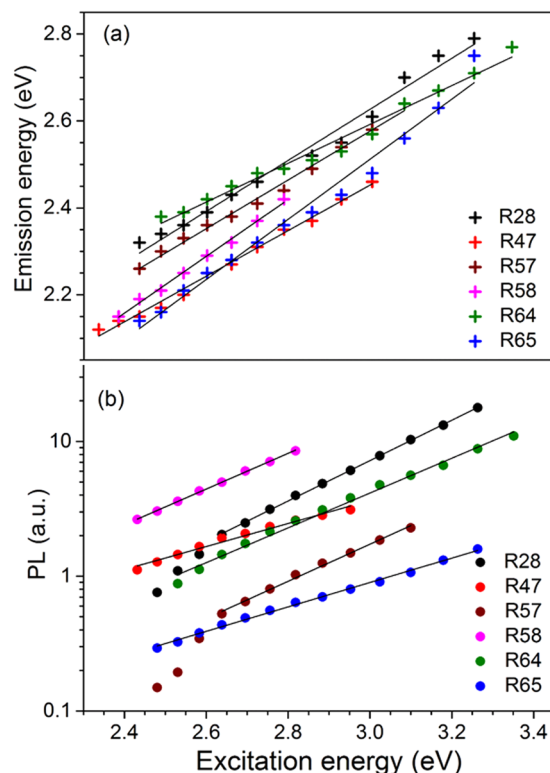 (a)
Emission energy (eV)
2.8
2.6
2.4
2.2
R28
R47
R57
R58
R64
R65
(b)
PL (a.u.)
10
1
0.1
R28
R47
R57
R58
R64
R65
2.4 2.6 2.8 3.0 3.2 3.4
Excitation energy (eV)